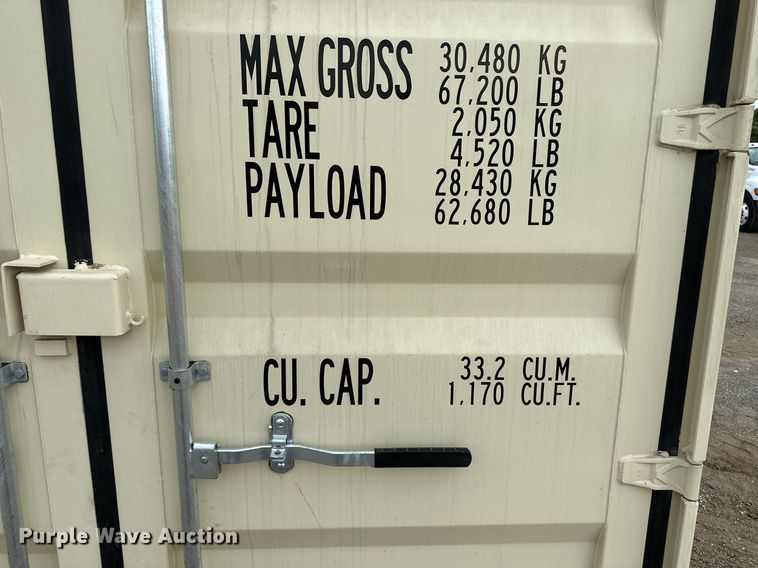 MAX GROSS 30,480 KG
67,200 LB
TARE 2,050 KG
4,520 LB
PAYLOAD 28,430 KG
62,680 LB
CU. CAP. 33.2 CU.M.
1,170 CU.FT.
Purple Wave Auction®